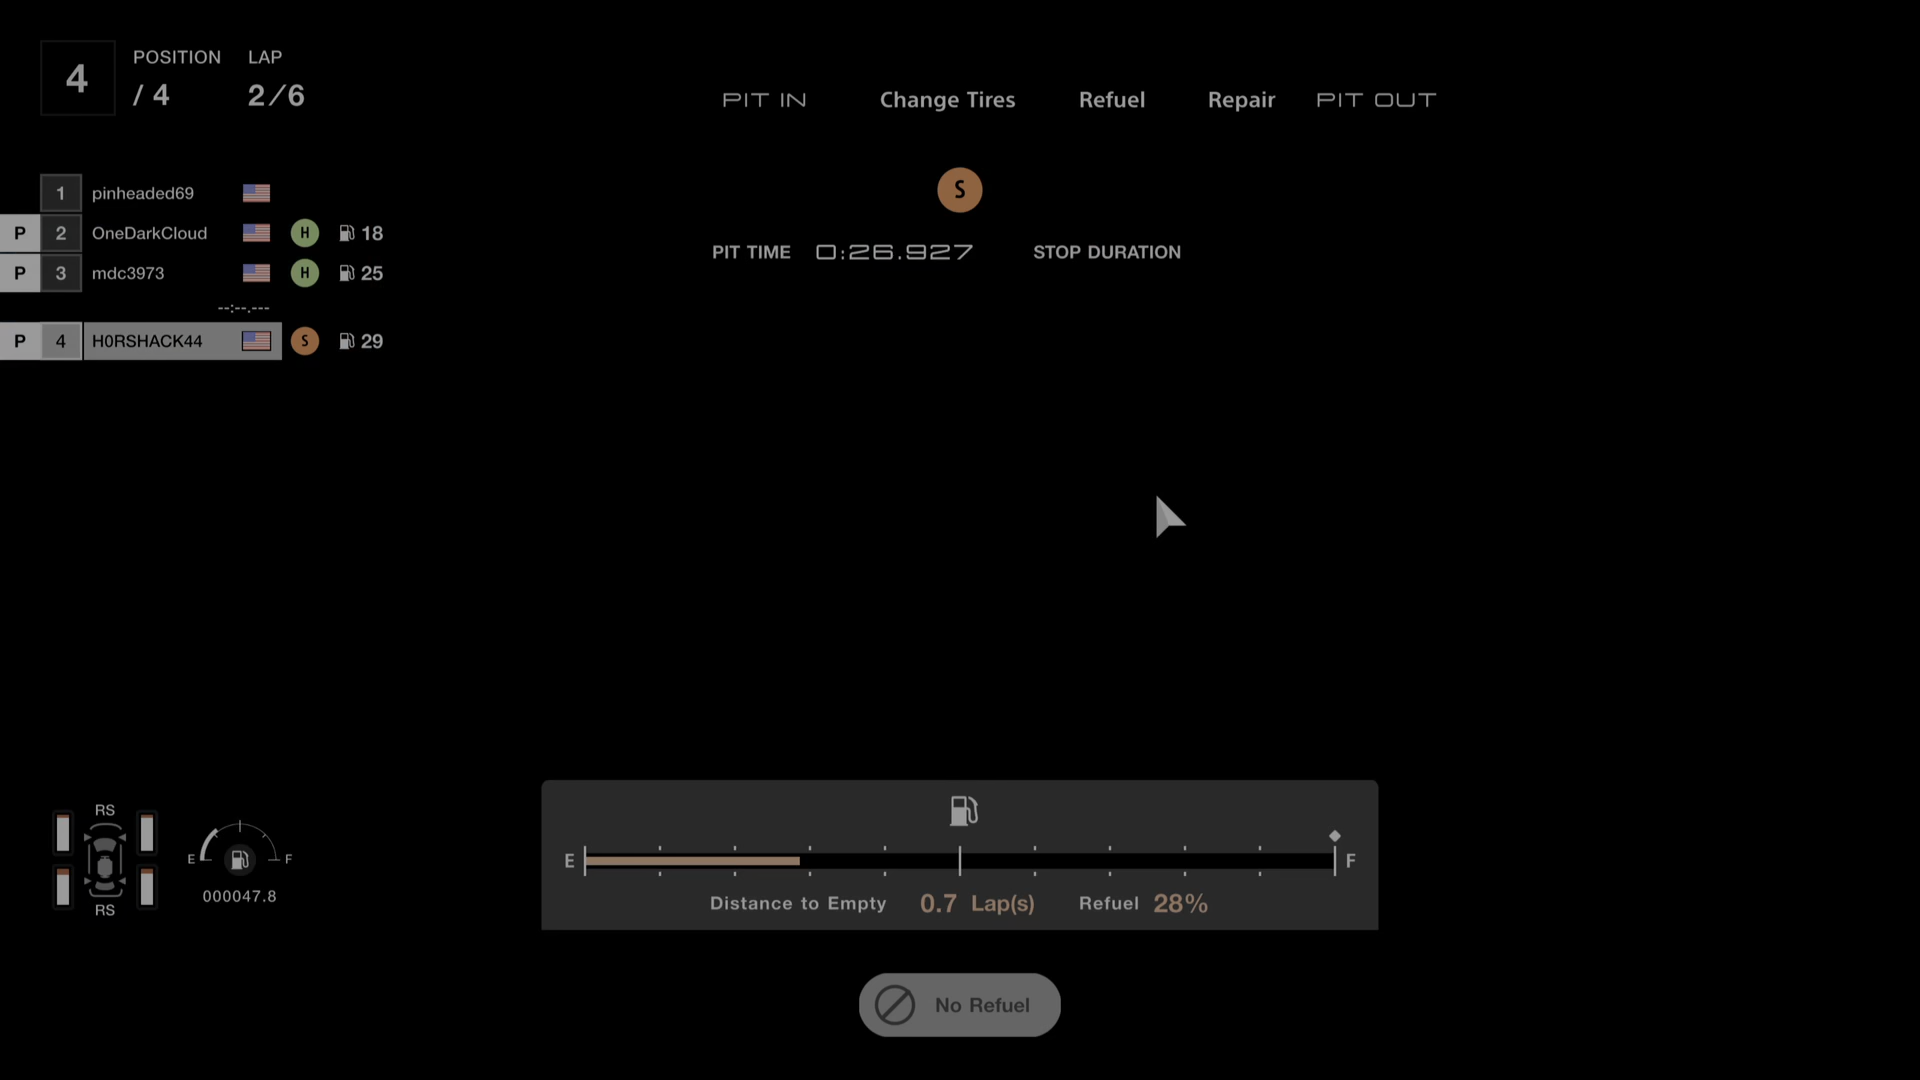 4
POSITION LAP
/ 4 2/6
PIT IN Change Tires Refuel Repair PIT OUT
S
PIT TIME 0:26.927 STOP DURATION
1 pinheaded69
P 2 OneDarkCloud H 18
P 3 mdc3973 H 25
--:--.---
P 4 H0RSHACK44 S 29
RS
E F
000047.8
RS
E F
Distance to Empty 0.7 Lap(s) Refuel 28%
No Refuel